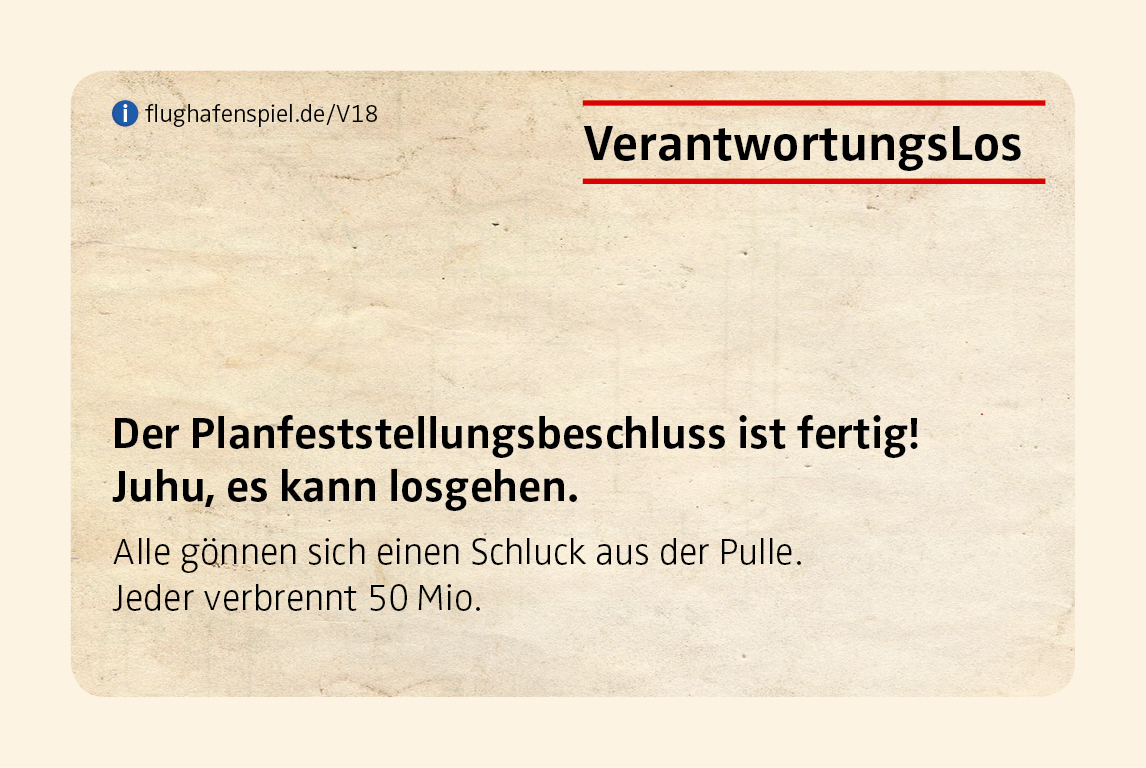 i flughafenspiel.de/V18
VerantwortungsLos
Der Planfeststellungsbeschluss ist fertig!
Juhu, es kann losgehen.
Alle gönnen sich einen Schluck aus der Pulle.
Jeder verbrennt 50 Mio.